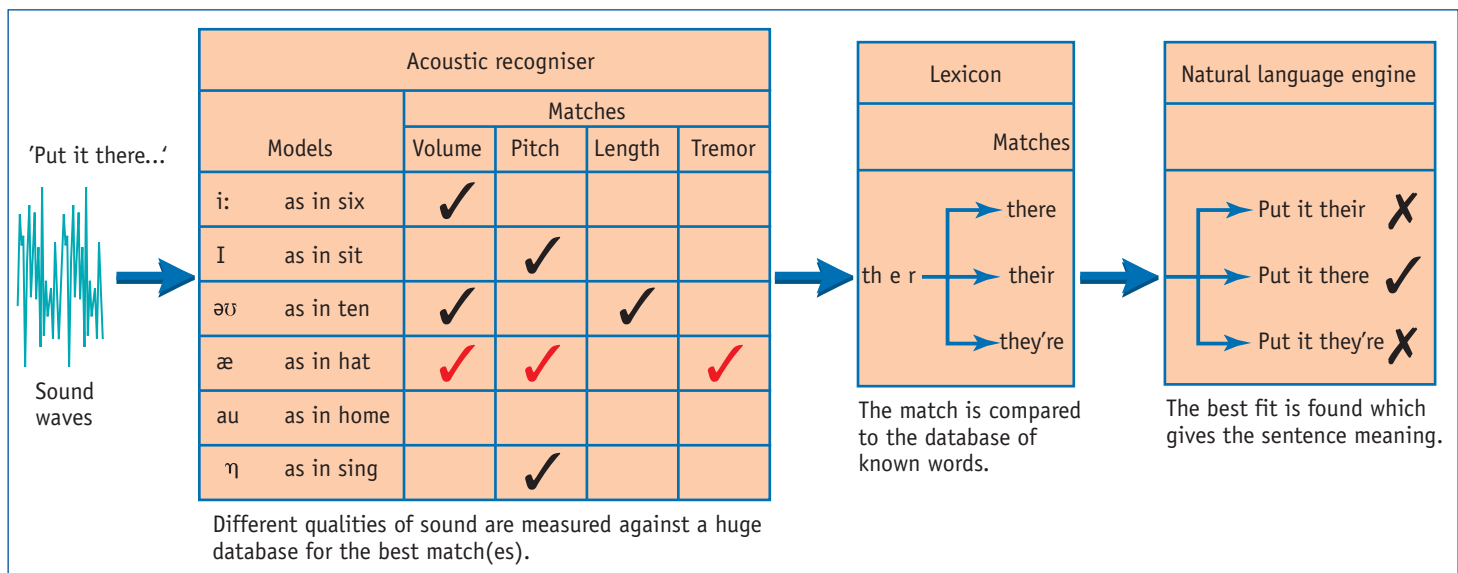 'Put it there...'
Sound
waves
Acoustic recogniser
Models
Matches
Volume Pitch Length Tremor
i: as in six
I as in sit
əʊ as in ten
æ as in hat
au as in home
η as in sing
Different qualities of sound are measured against a huge
database for the best match(es).
Lexicon
Matches
th e r
there
their
they're
The match is compared
to the database of
known words.
Natural language engine
Put it their ✗
Put it there ✓
Put it they're ✗
The best fit is found which
gives the sentence meaning.